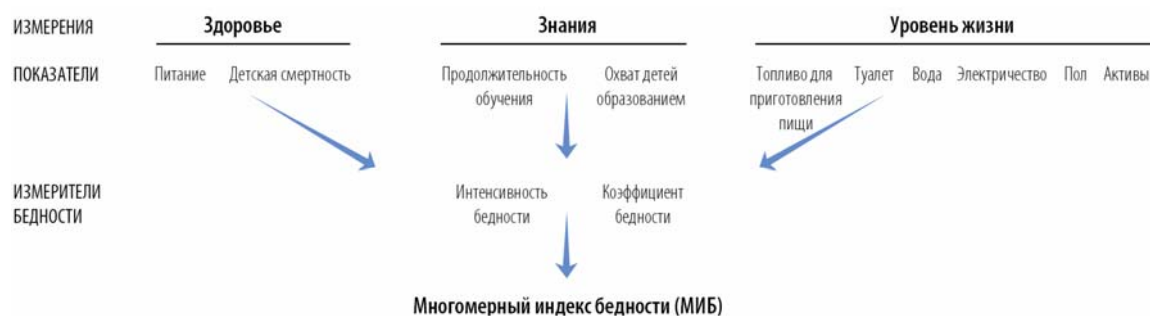 ИЗМЕРЕНИЯ Здоровье Знания Уровень жизни
ПОКАЗАТЕЛИ Питание Детская смертность Продолжительность Охват детей Топливо для Туалет Вода Электричество Пол Активы
обучения образованием приготовления
пищи
ИЗМЕРИТЕЛИ Интенсивность Коэффициент
БЕДНОСТИ бедности бедности
Многомерный индекс бедности (МИБ)